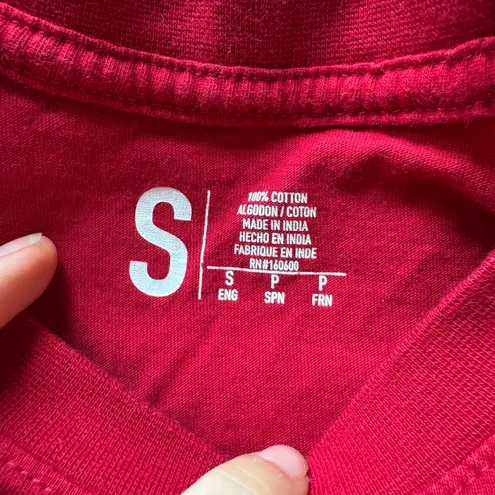 S
100% COTTON
ALGODON / COTON
MADE IN INDIA
HECHO EN INDIA
FABRIQUE EN INDE
RN#160600
S P P
ENG SPN FRN